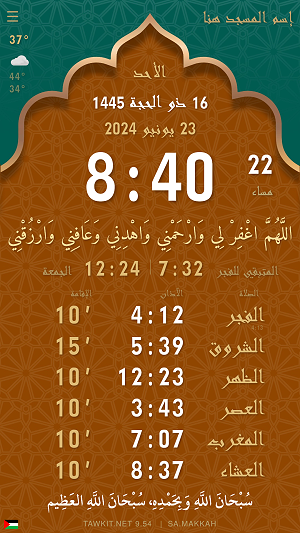 إسم المسجد هنا
37°
44°
34°
الأحد
16 ذو الحجة 1445
23 يونيو 2024
8:40 22
مساء
اللَّهُمَّ اغْفِرْ لِي وَارْحَمْنِي وَاهْدِنِي وَعَافِنِي وَارْزُقْنِي
المتبقي للفجر 7:32 | 12:24 الجمعة
الصلاة الأذان الإقامة
الفجر 4:12 10′
الشروق 5:39 15′
الظهر 12:23 10′
العصر 3:43 10′
المغرب 7:07 10′
العشاء 8:37 10′
سُبْحَانَ اللَّهِ وَبِحَمْدِهِ، سُبْحَانَ اللَّهِ العَظِيمِ
TAWKIT.NET 9.54 | SA.MAKKAH